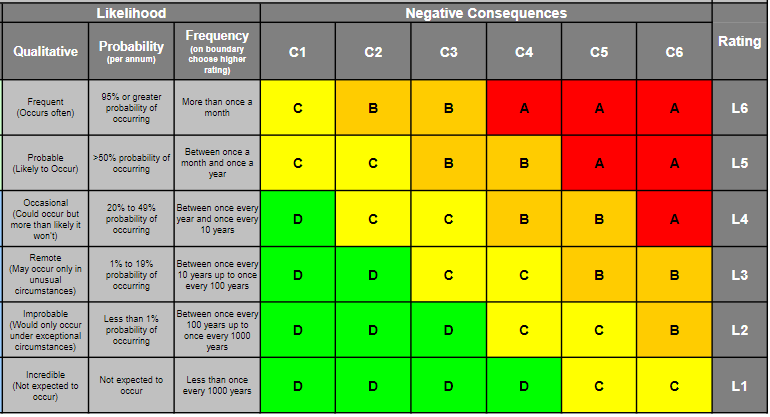 Likelihood
Negative Consequences
Rating
Qualitative
Probability
(per annum)
Frequency
(on boundary
choose higher
rating)
C1
C2
C3
C4
C5
C6
Frequent
(Occurs often)
95% or greater
probability of
occurring
More than once a
month
C
B
B
A
A
A
L6
Probable
(Likely to Occur)
>50% probability of
occurring
Between once a
month and once a
year
C
C
B
B
A
A
L5
Occasional
(Could occur but
more than likely it
won't)
20% to 49%
probability of
occurring
Between once every
year and once every
10 years
D
C
C
B
B
A
L4
Remote
(May occur only in
unusual
circumstances)
1% to 19%
probability of
occurring
Between once every
10 years up to once
every 100 years
D
D
C
C
B
B
L3
Improbable
(Would only occur
under exceptional
circumstances)
Less than 1%
probability of
occurring
Between once every
100 years up to
once every 1000
years
D
D
D
C
C
B
L2
Incredible
(Not expected to
occur)
Not expected to
occur
Less than once
every 1000 years
D
D
D
D
C
C
L1